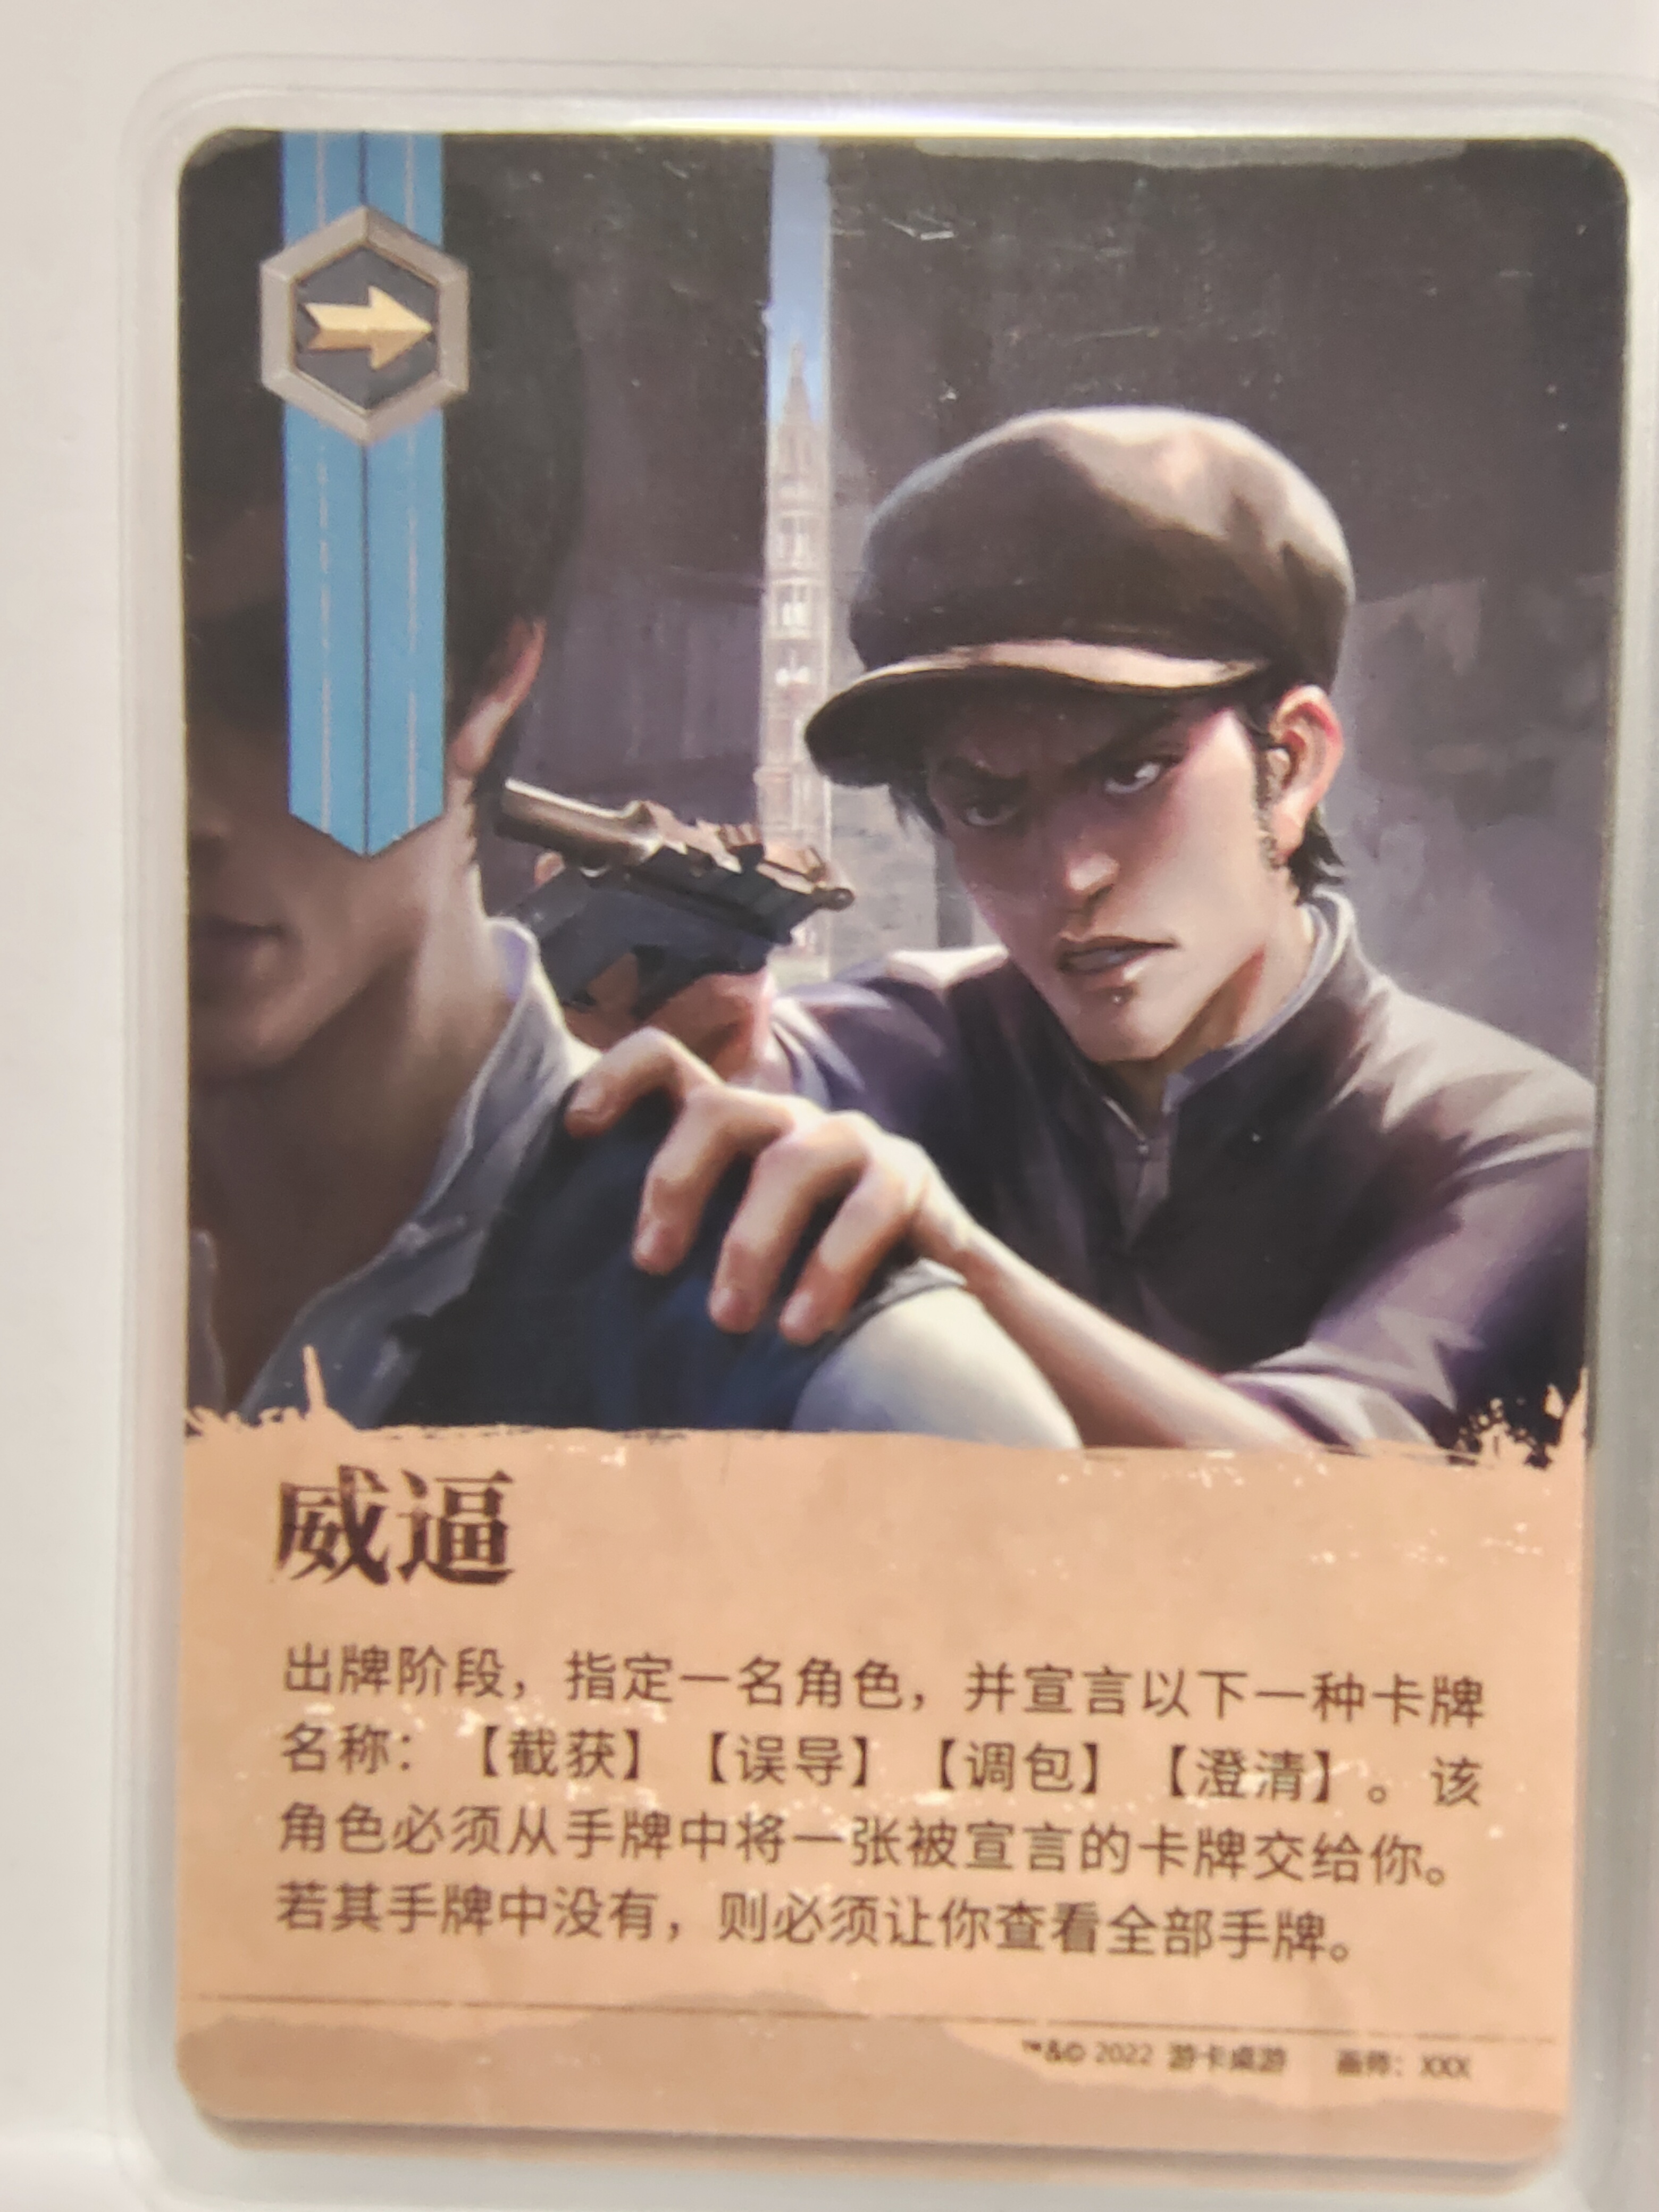 威逼
出牌阶段，指定一名角色，并宣言以下一种卡牌
名称：【截获】【误导】【调包】【澄清】。该
角色必须从手牌中将一张被宣言的卡牌交给你。
若其手牌中没有，则必须让你查看全部手牌。
™&© 2022 游卡桌游 画师：XXX